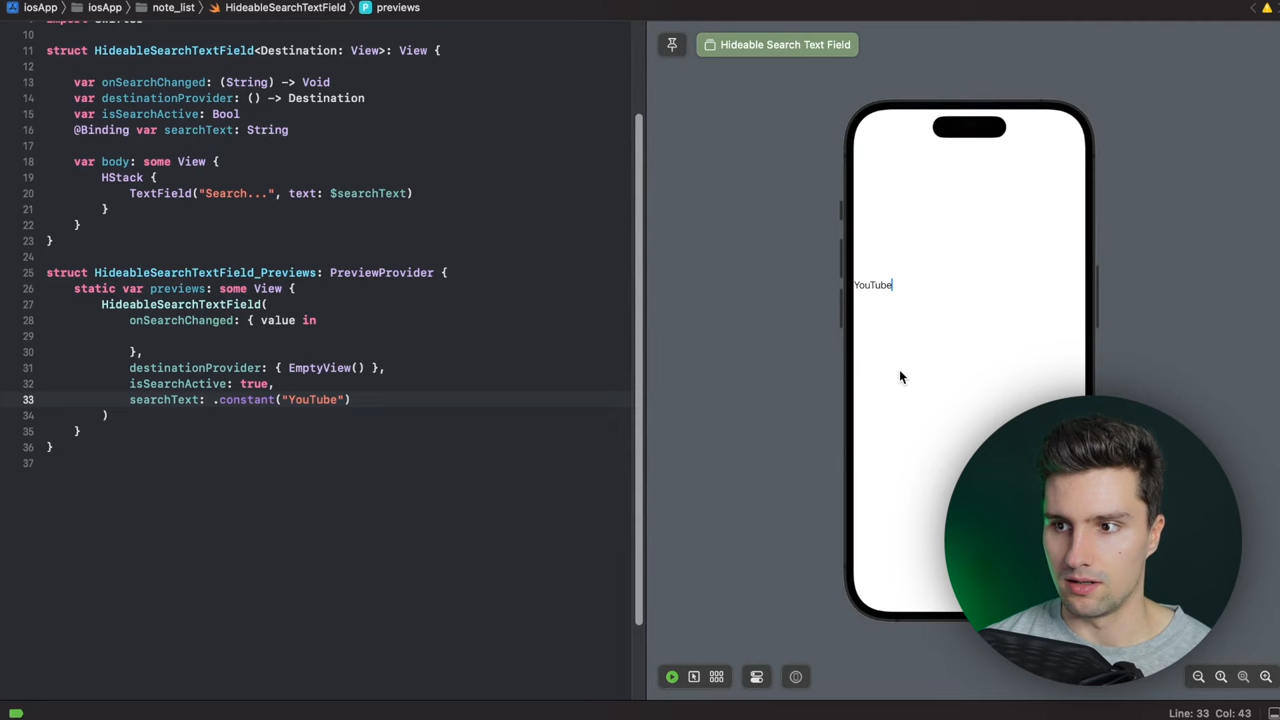 iosApp iosApp note_list HideableSearchTextField P previews
10
11 struct HideableSearchTextField<Destination: View>: View {
12
13 var onSearchChanged: (String) -> Void
14 var destinationProvider: () -> Destination
15 var isSearchActive: Bool
16 @Binding var searchText: String
17
18 var body: some View {
19 HStack {
20 TextField("Search...", text: $searchText)
21 }
22 }
23 }
24
25 struct HideableSearchTextField_Previews: PreviewProvider {
26 static var previews: some View {
27 HideableSearchTextField(
28 onSearchChanged: { value in
29
30 },
31 destinationProvider: { EmptyView() },
32 isSearchActive: true,
33 searchText: .constant("YouTube")
34 )
35 }
36 }
37
Hideable Search Text Field
YouTube
Line: 33 Col: 43